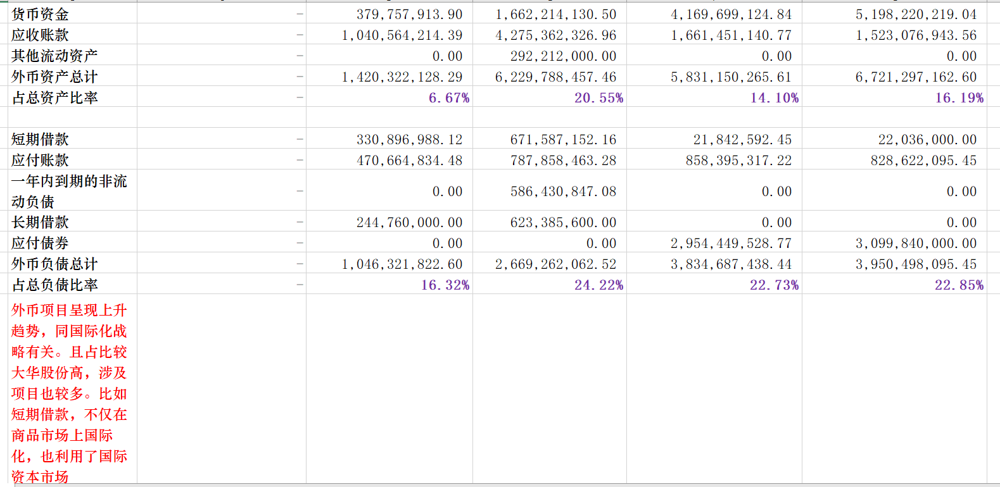 货币资金 – 379,757,913.90 1,662,214,130.50 4,169,699,124.84 5,198,220,219.04
应收账款 – 1,040,564,214.39 4,275,362,326.96 1,661,451,140.77 1,523,076,943.56
其他流动资产 – 0.00 292,212,000.00 0.00 0.00
外币资产总计 – 1,420,322,128.29 6,229,788,457.46 5,831,150,265.61 6,721,297,162.60
占总资产比率 – 6.67% 20.55% 14.10% 16.19%
短期借款 – 330,896,988.12 671,587,152.16 21,842,592.45 22,036,000.00
应付账款 – 470,664,834.48 787,858,463.28 858,395,317.22 828,622,095.45
一年内到期的非流
动负债 – 0.00 586,430,847.08 0.00 0.00
长期借款 – 244,760,000.00 623,385,600.00 0.00 0.00
应付债券 – 0.00 0.00 2,954,449,528.77 3,099,840,000.00
外币负债总计 – 1,046,321,822.60 2,669,262,062.52 3,834,687,438.44 3,950,498,095.45
占总负债比率 – 16.32% 24.22% 22.73% 22.85%
外币项目呈现上升
趋势，同国际化战
略有关。且占比较
大华股份高，涉及
项目也较多。比如
短期借款，不仅在
商品市场上国际
化，也利用了国际
资本市场